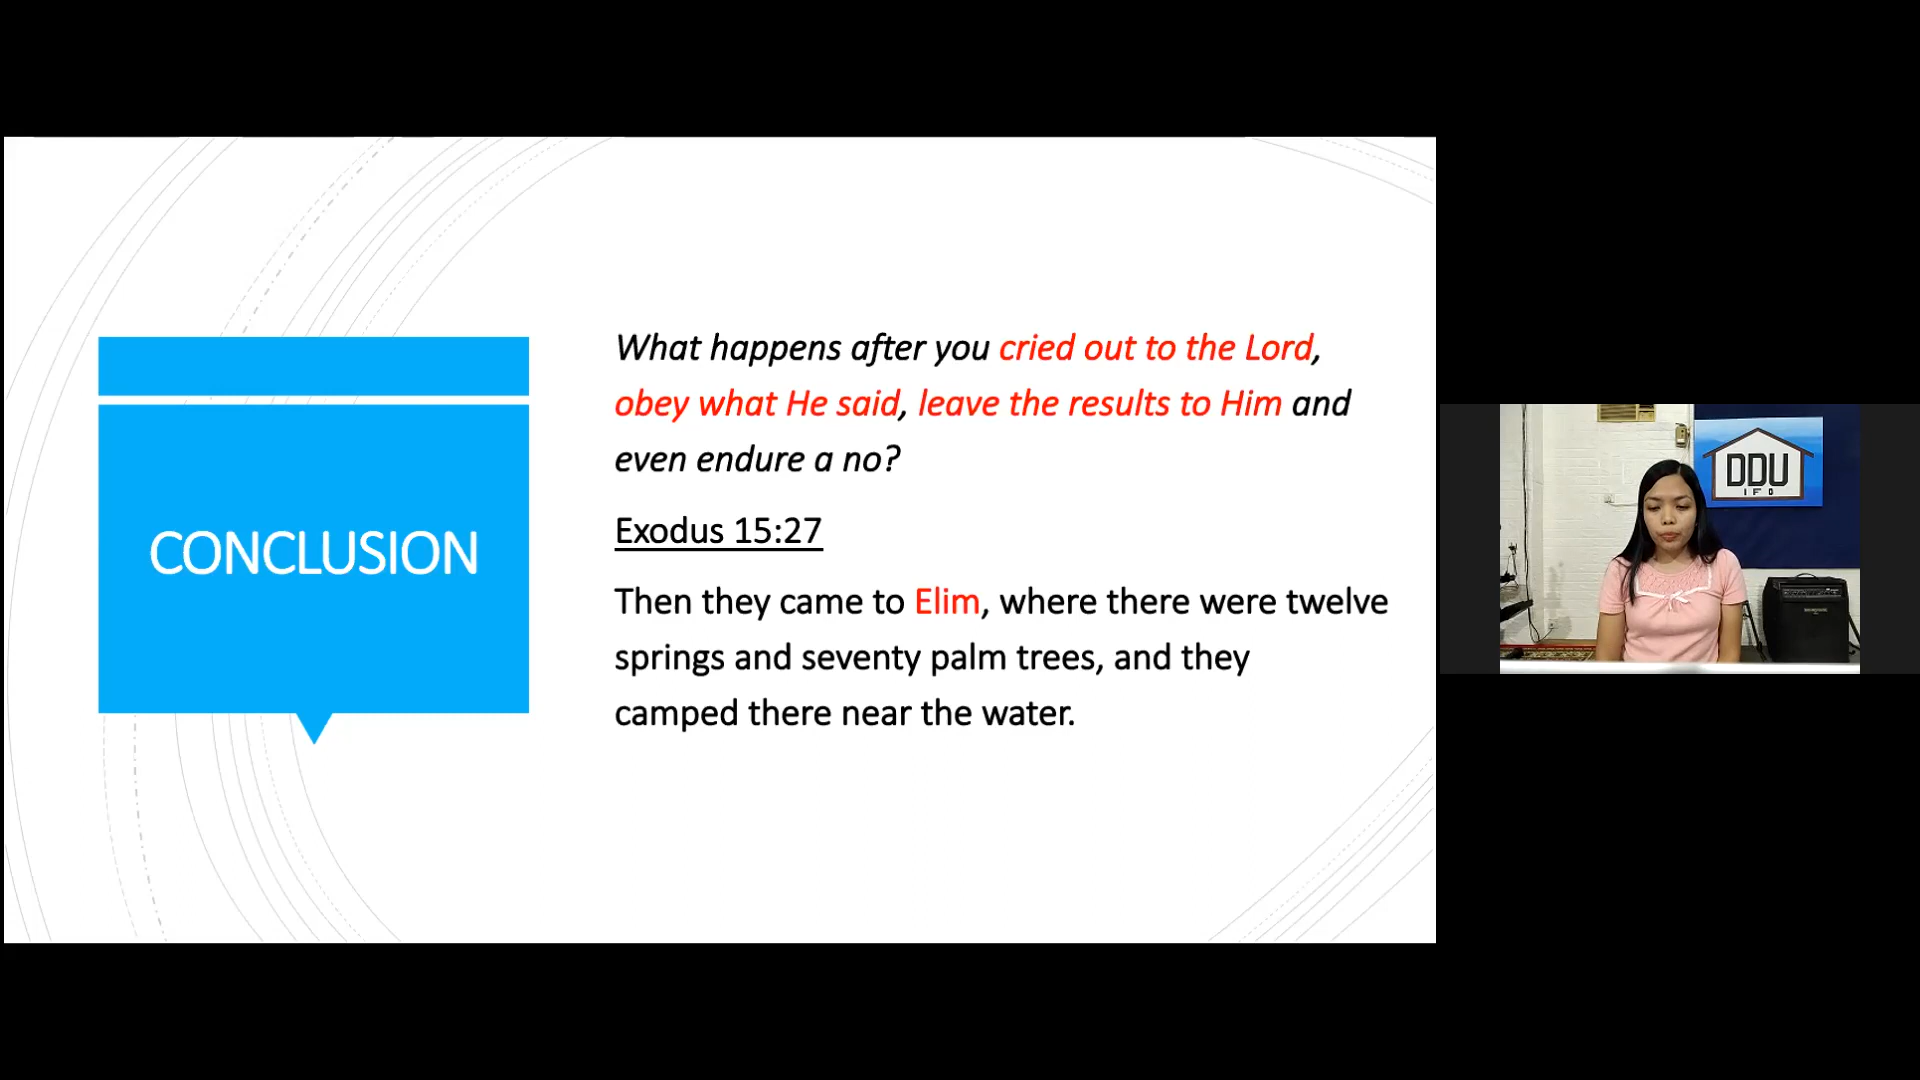 CONCLUSION
What happens after you cried out to the Lord,
obey what He said, leave the results to Him and
even endure a no?
Exodus 15:27
Then they came to Elim, where there were twelve
springs and seventy palm trees, and they
camped there near the water.
DDU
IFO